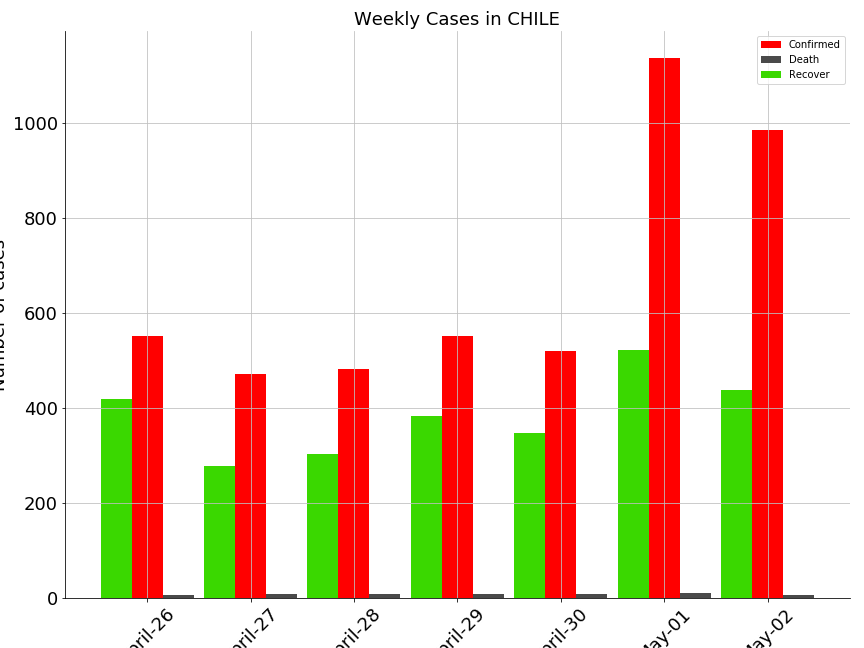 Weekly Cases in CHILE
Confirmed
Death
Recover
1000
800
600
400
200
0
Number of cases
pril-26
pril-27
pril-28
pril-29
pril-30
May-01
May-02